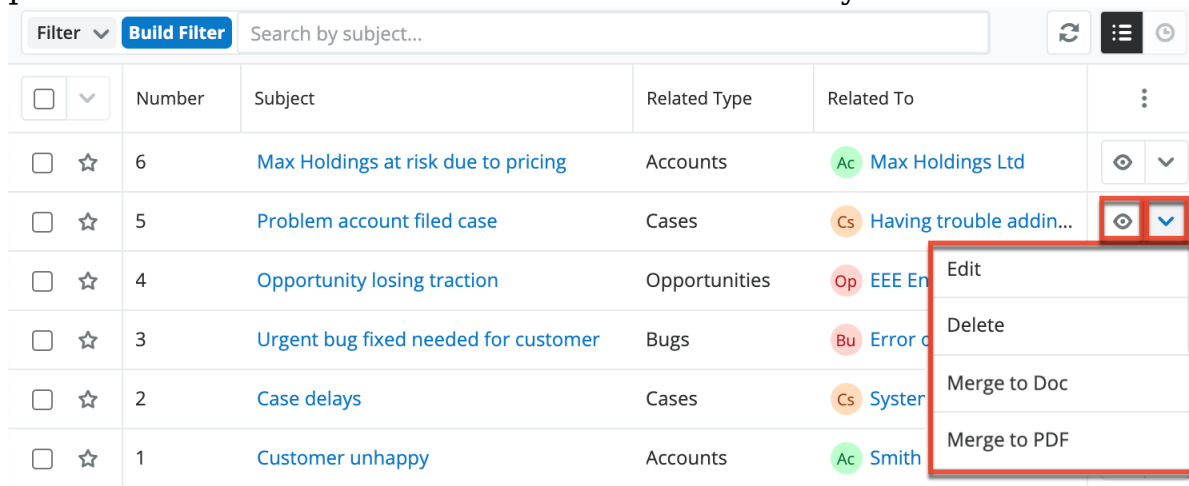 Filter Build Filter Search by subject...
Number Subject Related Type Related To
6 Max Holdings at risk due to pricing Accounts Ac Max Holdings Ltd
5 Problem account filed case Cases Cs Having trouble addin...
4 Opportunity losing traction Opportunities Op EEE En
Edit
3 Urgent bug fixed needed for customer Bugs Bu Error
Delete
2 Case delays Cases Cs
Merge to Doc
1 Customer unhappy Accounts Ac Smith
Merge to PDF